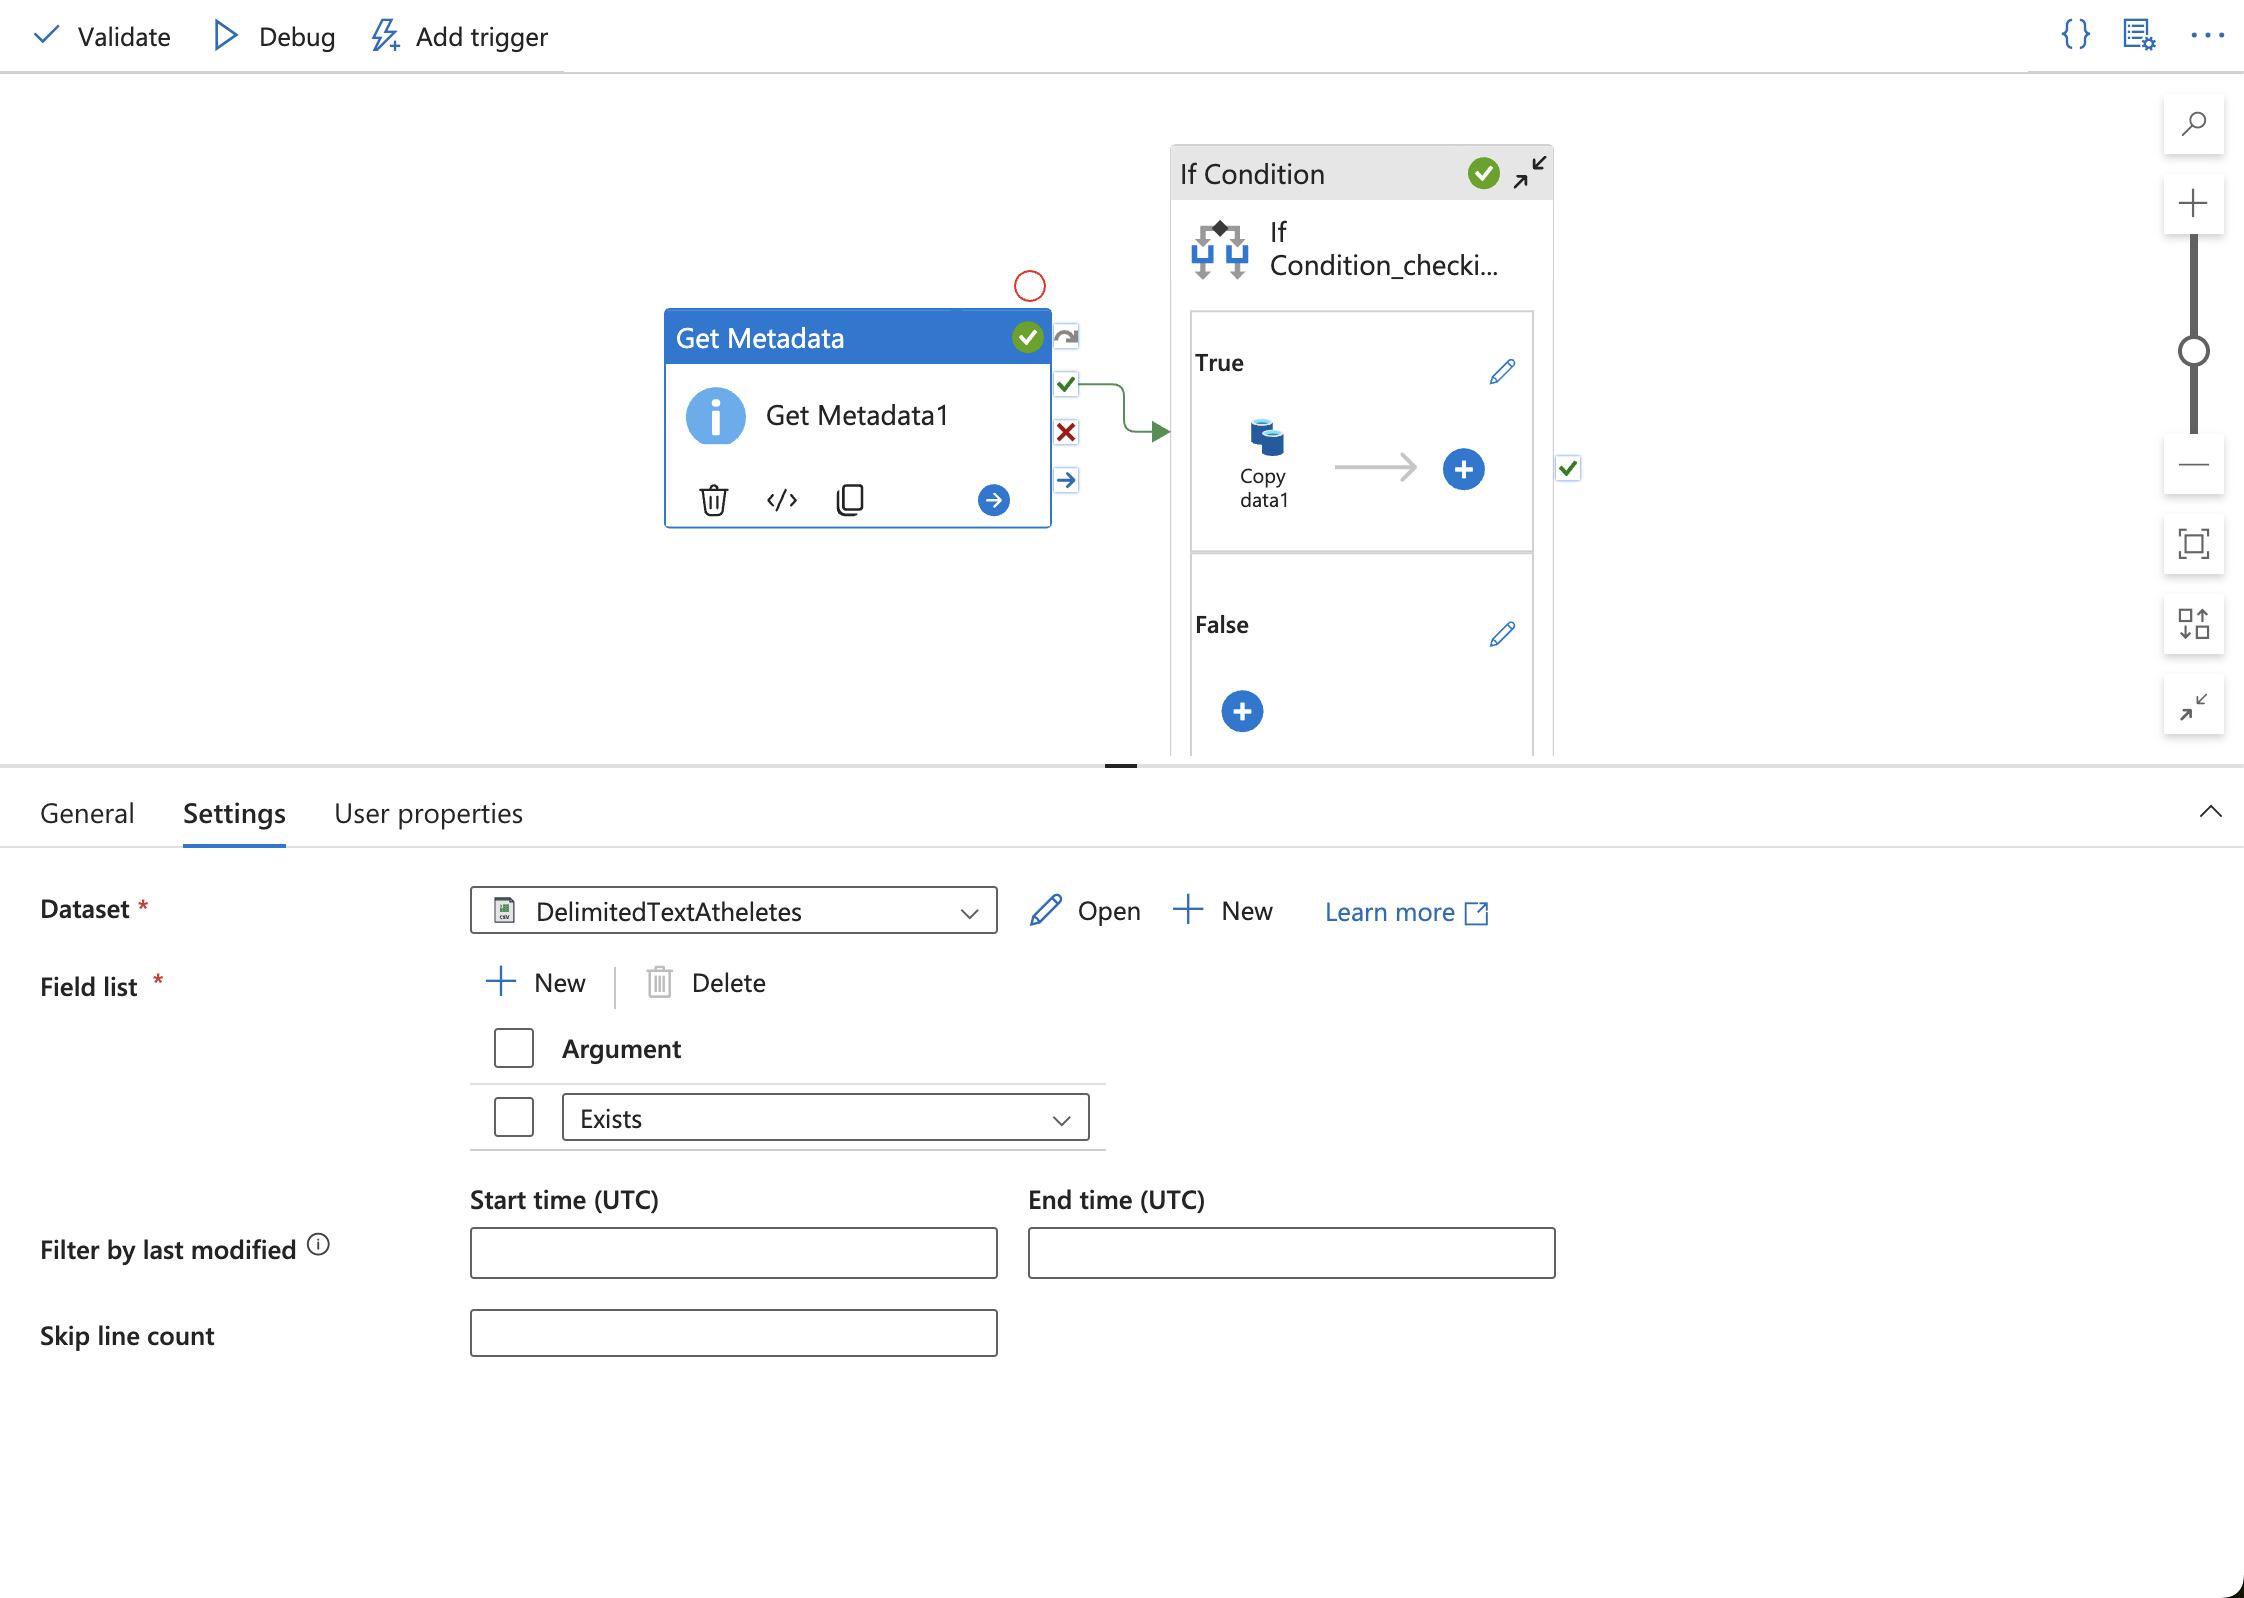 Validate Debug Add trigger
If Condition
If
Condition_checki...
Get Metadata
Get Metadata1
True
Copy
data1
False
General Settings User properties
Dataset * DelimitedTextAtheletes Open New Learn more
Field list * New Delete
Argument
Exists
Start time (UTC) End time (UTC)
Filter by last modified
Skip line count